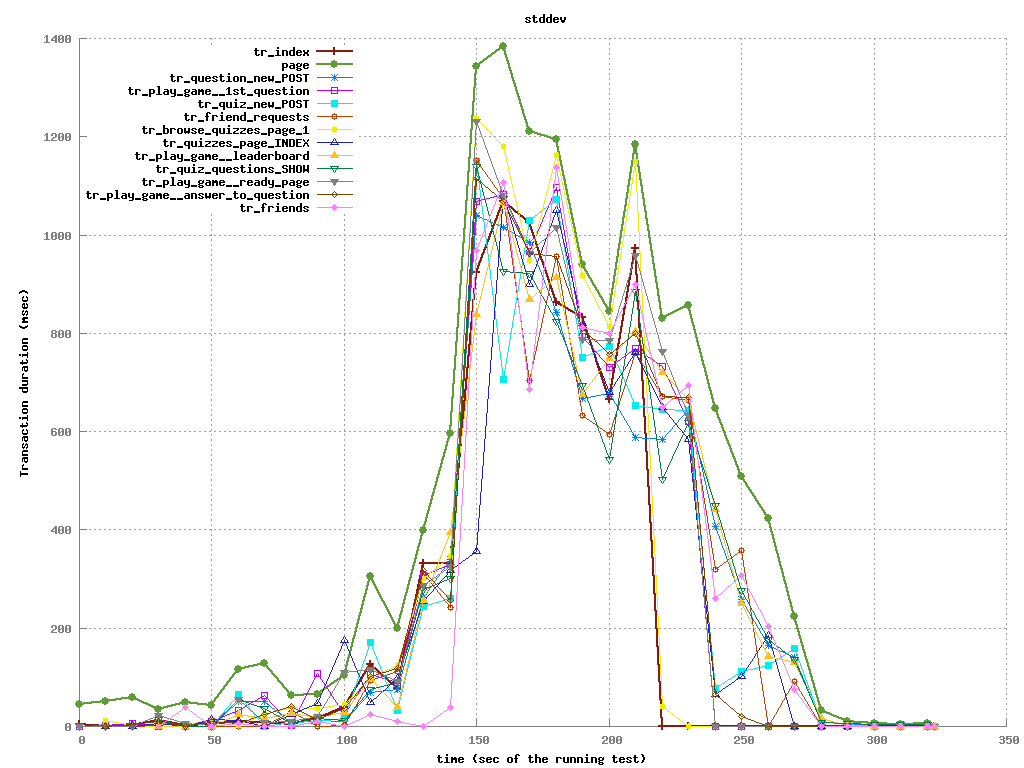 stddev
1400
1200
1000
800
600
400
200
0
Transaction duration (msec)
tr_index
page
tr_question_new_POST
tr_play_game__1st_question
tr_quiz_new_POST
tr_friend_requests
tr_browse_quizzes_page_1
tr_quizzes_page_INDEX
tr_play_game__leaderboard
tr_quiz_questions_SHOW
tr_play_game__ready_page
tr_play_game__answer_to_question
tr_friends
0 50 100 150 200 250 300 350
time (sec of the running test)